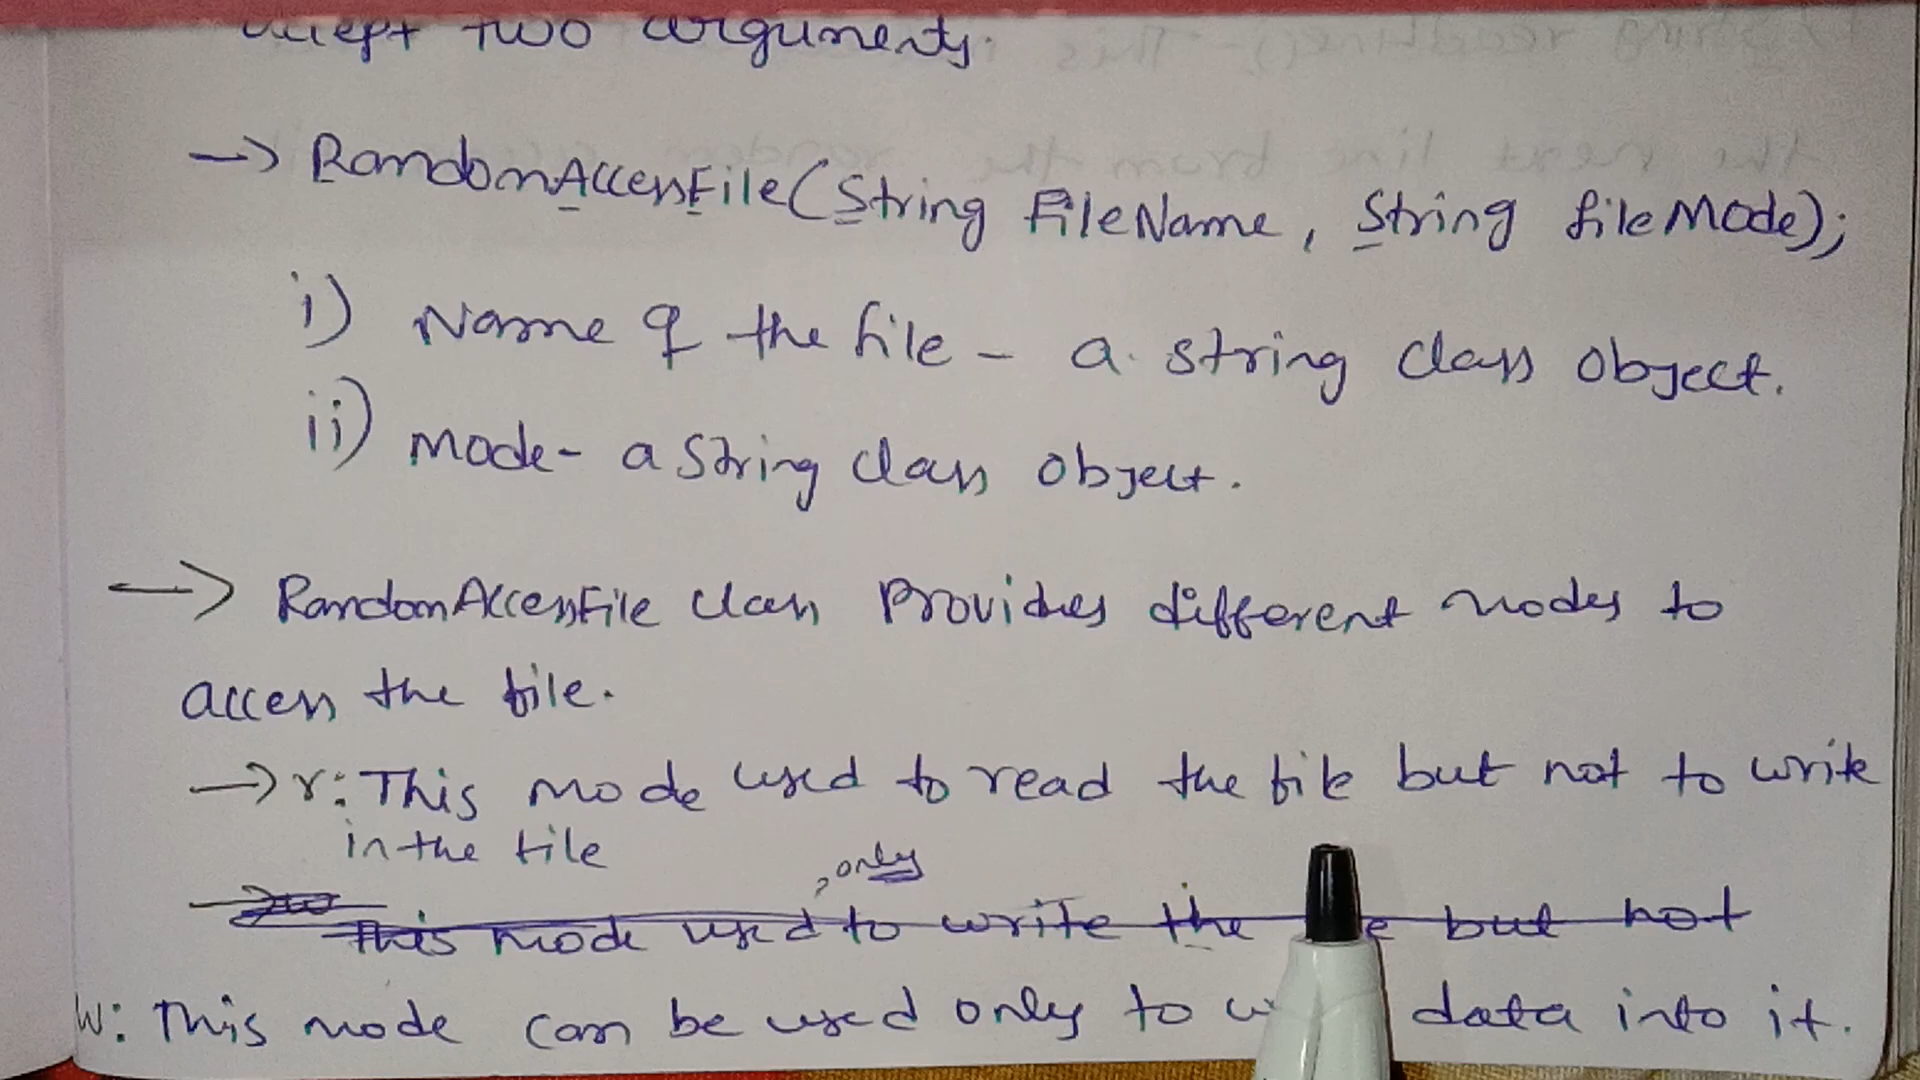 accept two arguments.
-> RandomAccessFile(String FileName, String fileMode);
i) Name of the file - a string class object.
ii) mode - a String class object.
-> RandomAccessFile class provides different modes to
access the file.
-> r: This mode used to read the file but not to write
in the file
, only
This mode used to write the but not
W: This mode can be used only to data into it.